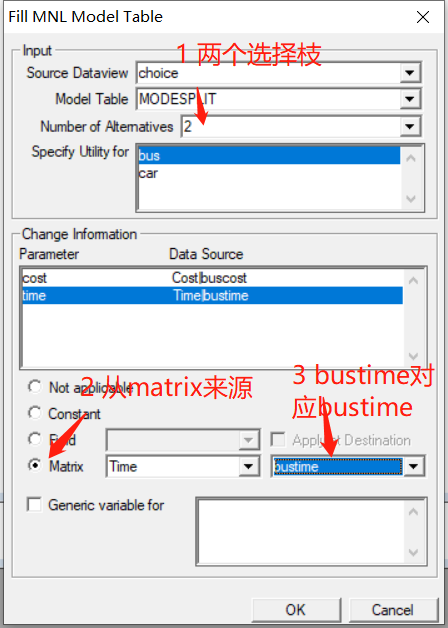 Fill MNL Model Table
Input
1 两个选择枝
Source Dataview choice
Model Table MODESPLIT
Number of Alternatives 2
Specify Utility for bus
car
Change Information
Parameter Data Source
cost Cost|buscost
time Time|bustime
Not applicable
2 从matrix来源
3 bustime对
应bustime
Constant
Field Apply at Destination
Matrix Time bustime
Generic variable for
OK Cancel